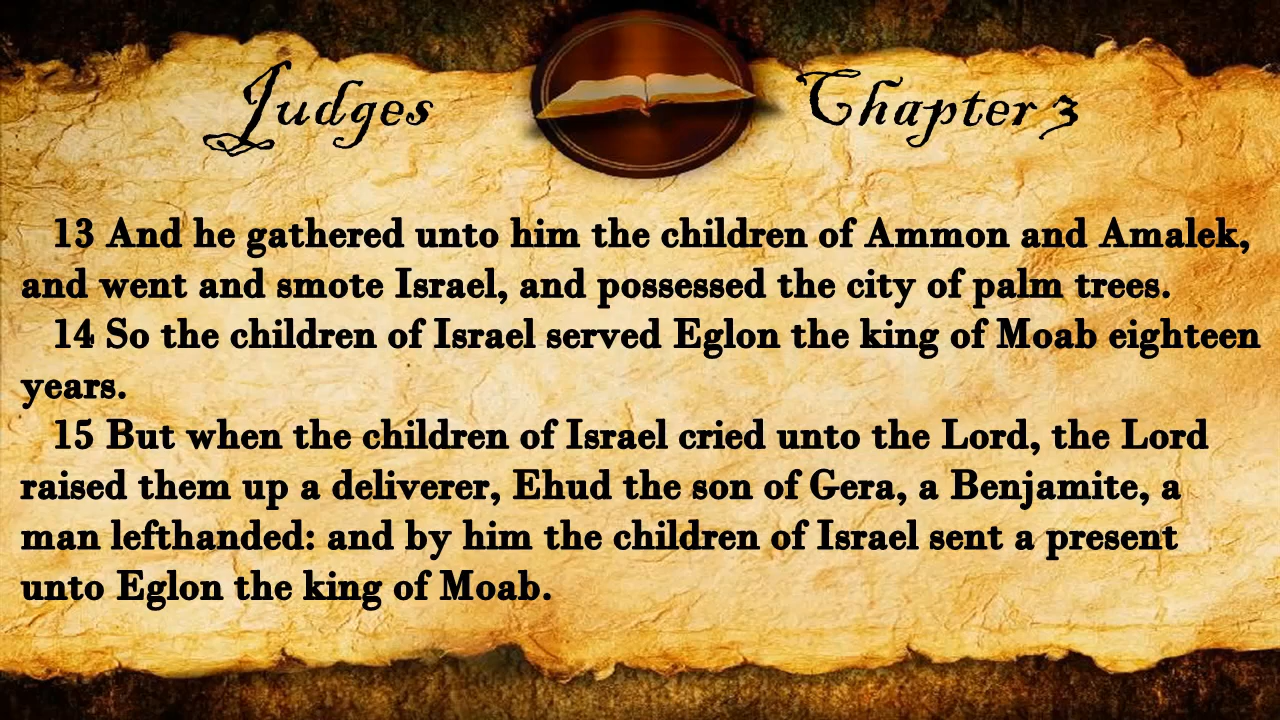 Judges Chapter 3
13 And he gathered unto him the children of Ammon and Amalek,
and went and smote Israel, and possessed the city of palm trees.
14 So the children of Israel served Eglon the king of Moab eighteen
years.
15 But when the children of Israel cried unto the Lord, the Lord
raised them up a deliverer, Ehud the son of Gera, a Benjamite, a
man lefthanded: and by him the children of Israel sent a present
unto Eglon the king of Moab.